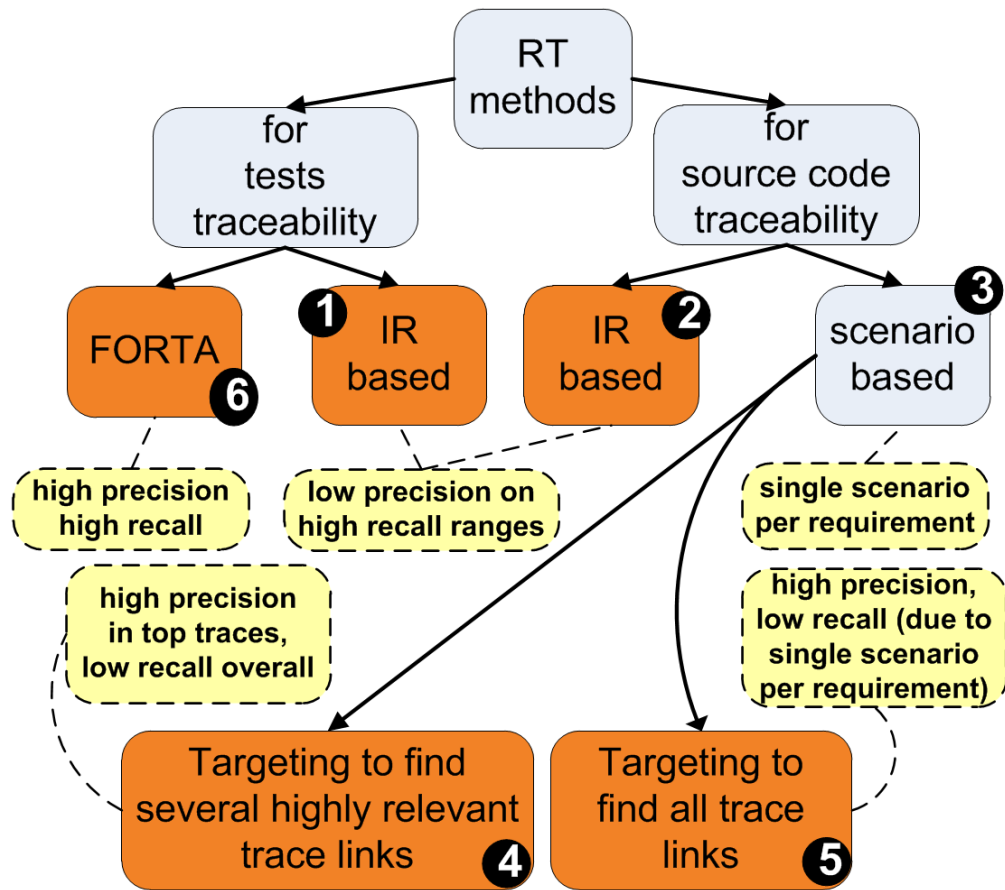 RT
methods
for
tests
traceability
for
source code
traceability
FORTA
6
1
IR
based
2
IR
based
3
scenario
based
high precision
high recall
low precision on
high recall ranges
single scenario
per requirement
high precision
in top traces,
low recall overall
high precision,
low recall (due to
single scenario
per requirement)
Targeting to find
several highly relevant
trace links
4
Targeting to
find all trace
links
5